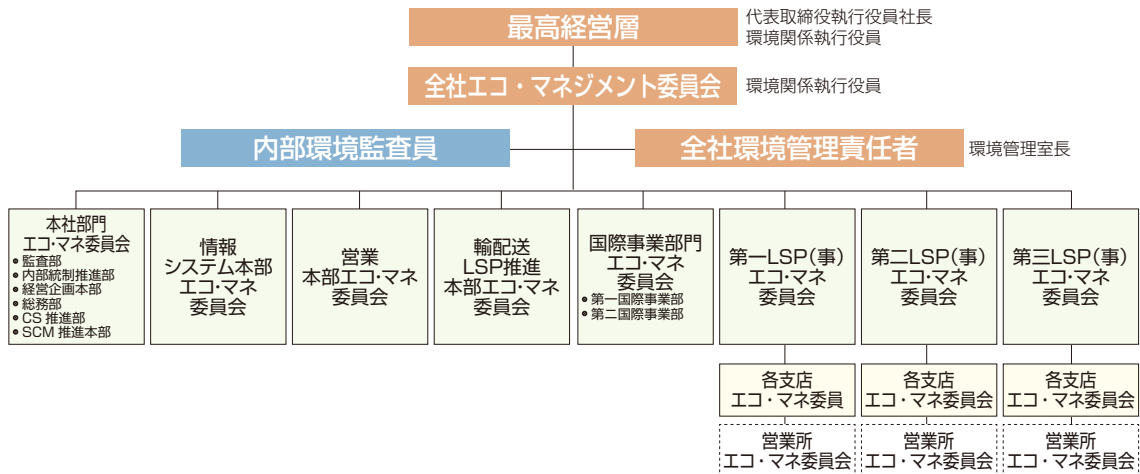 最高経営層
代表取締役執行役員社長
環境関係執行役員
全社エコ・マネジメント委員会
環境関係執行役員
内部環境監査員
全社環境管理責任者
環境管理室長
本社部門
エコ・マネ委員会
• 監査部
• 内部統制推進部
• 経営企画本部
• 総務部
• CS 推進部
• SCM 推進本部
情報
システム本部
エコ・マネ
委員会
営業
本部エコ・マネ
委員会
輸配送
LSP推進
本部エコ・マネ
委員会
国際事業部門
エコ・マネ
委員会
• 第一国際事業部
• 第二国際事業部
第一LSP(事)
エコ・マネ
委員会
第二LSP(事)
エコ・マネ
委員会
第三LSP(事)
エコ・マネ
委員会
各支店
エコ・マネ委員
各支店
エコ・マネ委員会
各支店
エコ・マネ委員会
営業所
エコ・マネ委員会
営業所
エコ・マネ委員会
営業所
エコ・マネ委員会